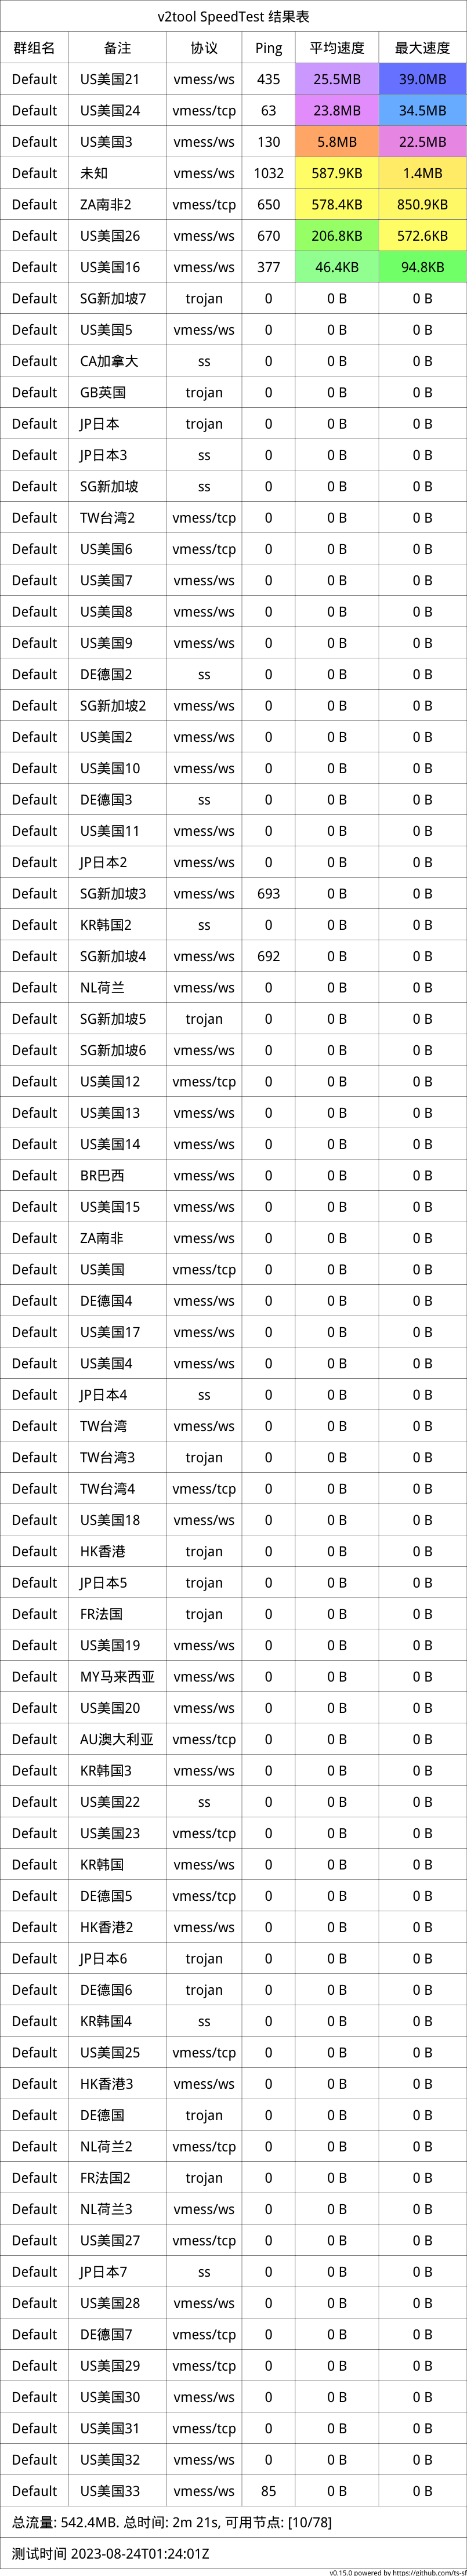 v2tool SpeedTest 结果表
群组名 备注 协议 Ping 平均速度 最大速度
Default US美国21 vmess/ws 435 25.5MB 39.0MB
Default US美国24 vmess/tcp 63 23.8MB 34.5MB
Default US美国3 vmess/ws 130 5.8MB 22.5MB
Default 未知 vmess/ws 1032 587.9KB 1.4MB
Default ZA南非2 vmess/tcp 650 578.4KB 850.9KB
Default US美国26 vmess/ws 670 206.8KB 572.6KB
Default US美国16 vmess/ws 377 46.4KB 94.8KB
Default SG新加坡7 trojan 0 0 B 0 B
Default US美国5 vmess/ws 0 0 B 0 B
Default CA加拿大 ss 0 0 B 0 B
Default GB英国 trojan 0 0 B 0 B
Default JP日本 trojan 0 0 B 0 B
Default JP日本3 ss 0 0 B 0 B
Default SG新加坡 ss 0 0 B 0 B
Default TW台湾2 vmess/tcp 0 0 B 0 B
Default US美国6 vmess/tcp 0 0 B 0 B
Default US美国7 vmess/ws 0 0 B 0 B
Default US美国8 vmess/ws 0 0 B 0 B
Default US美国9 vmess/ws 0 0 B 0 B
Default DE德国2 ss 0 0 B 0 B
Default SG新加坡2 vmess/ws 0 0 B 0 B
Default US美国2 vmess/ws 0 0 B 0 B
Default US美国10 vmess/ws 0 0 B 0 B
Default DE德国3 ss 0 0 B 0 B
Default US美国11 vmess/ws 0 0 B 0 B
Default JP日本2 vmess/ws 0 0 B 0 B
Default SG新加坡3 vmess/ws 693 0 B 0 B
Default KR韩国2 ss 0 0 B 0 B
Default SG新加坡4 vmess/ws 692 0 B 0 B
Default NL荷兰 vmess/ws 0 0 B 0 B
Default SG新加坡5 trojan 0 0 B 0 B
Default SG新加坡6 vmess/ws 0 0 B 0 B
Default US美国12 vmess/tcp 0 0 B 0 B
Default US美国13 vmess/ws 0 0 B 0 B
Default US美国14 vmess/ws 0 0 B 0 B
Default BR巴西 vmess/ws 0 0 B 0 B
Default US美国15 vmess/ws 0 0 B 0 B
Default ZA南非 vmess/ws 0 0 B 0 B
Default US美国 vmess/tcp 0 0 B 0 B
Default DE德国4 vmess/ws 0 0 B 0 B
Default US美国17 vmess/ws 0 0 B 0 B
Default US美国4 vmess/ws 0 0 B 0 B
Default JP日本4 ss 0 0 B 0 B
Default TW台湾 vmess/ws 0 0 B 0 B
Default TW台湾3 trojan 0 0 B 0 B
Default TW台湾4 vmess/tcp 0 0 B 0 B
Default US美国18 vmess/ws 0 0 B 0 B
Default HK香港 trojan 0 0 B 0 B
Default JP日本5 trojan 0 0 B 0 B
Default FR法国 trojan 0 0 B 0 B
Default US美国19 vmess/ws 0 0 B 0 B
Default MY马来西亚 vmess/ws 0 0 B 0 B
Default US美国20 vmess/ws 0 0 B 0 B
Default AU澳大利亚 vmess/tcp 0 0 B 0 B
Default KR韩国3 vmess/ws 0 0 B 0 B
Default US美国22 ss 0 0 B 0 B
Default US美国23 vmess/tcp 0 0 B 0 B
Default KR韩国 vmess/ws 0 0 B 0 B
Default DE德国5 vmess/tcp 0 0 B 0 B
Default HK香港2 vmess/ws 0 0 B 0 B
Default JP日本6 trojan 0 0 B 0 B
Default DE德国6 trojan 0 0 B 0 B
Default KR韩国4 ss 0 0 B 0 B
Default US美国25 vmess/tcp 0 0 B 0 B
Default HK香港3 vmess/ws 0 0 B 0 B
Default DE德国 trojan 0 0 B 0 B
Default NL荷兰2 vmess/tcp 0 0 B 0 B
Default FR法国2 trojan 0 0 B 0 B
Default NL荷兰3 vmess/ws 0 0 B 0 B
Default US美国27 vmess/tcp 0 0 B 0 B
Default JP日本7 ss 0 0 B 0 B
Default US美国28 vmess/ws 0 0 B 0 B
Default DE德国7 vmess/tcp 0 0 B 0 B
Default US美国29 vmess/tcp 0 0 B 0 B
Default US美国30 vmess/ws 0 0 B 0 B
Default US美国31 vmess/tcp 0 0 B 0 B
Default US美国32 vmess/ws 0 0 B 0 B
Default US美国33 vmess/ws 85 0 B 0 B
总流量: 542.4MB. 总时间: 2m 21s, 可用节点: [10/78]
测试时间 2023-08-24T01:24:01Z
v0.15.0 powered by https://github.com/ts-sf